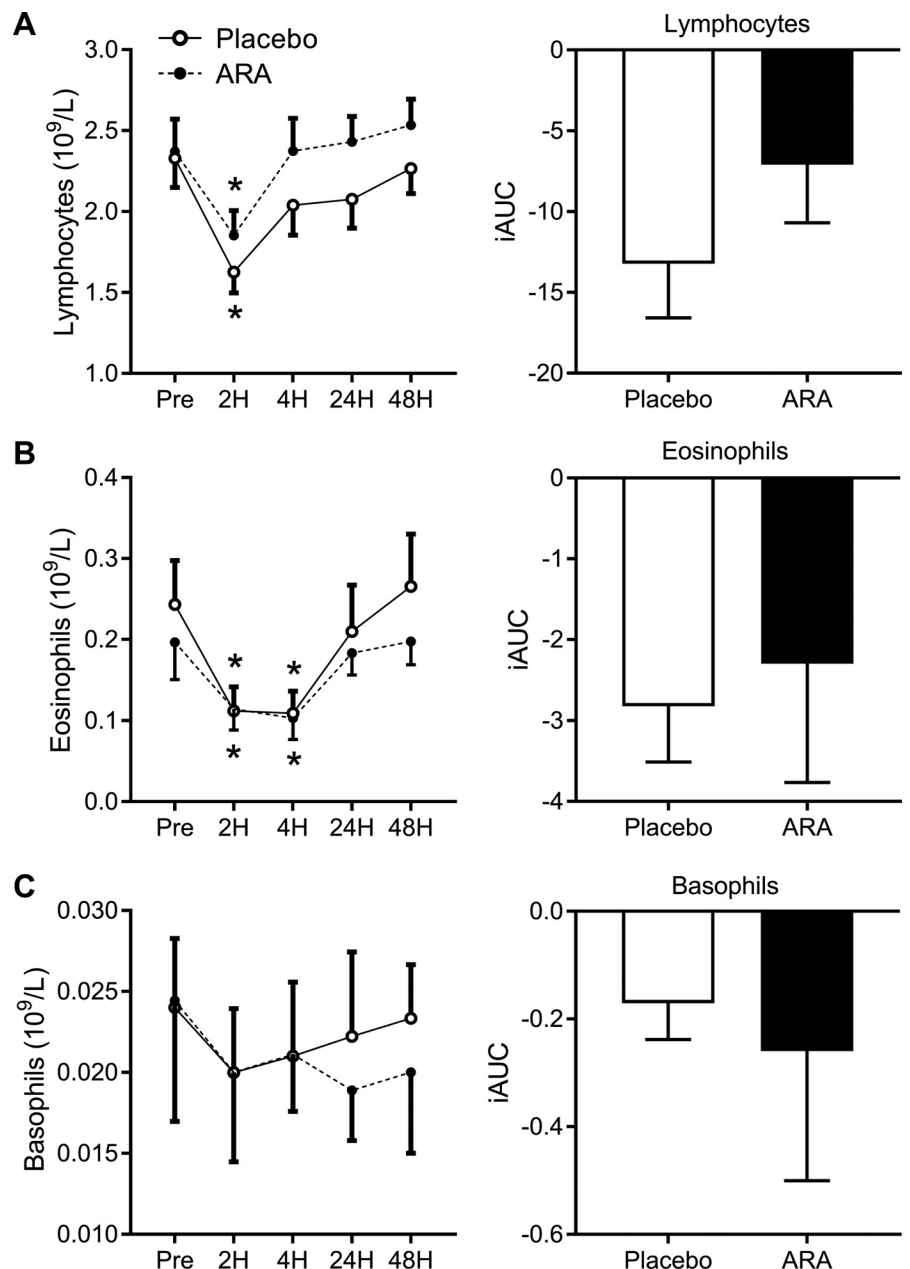 A
Placebo
ARA
Lymphocytes (10⁹/L)
3.0
2.5
2.0
1.5
1.0
*
*
Pre 2H 4H 24H 48H
Lymphocytes
iAUC
0
-5
-10
-15
-20
Placebo ARA
B
Eosinophils (10⁹/L)
0.4
0.3
0.2
0.1
0.0
* *
* *
Pre 2H 4H 24H 48H
Eosinophils
iAUC
0
-1
-2
-3
-4
Placebo ARA
C
Basophils (10⁹/L)
0.030
0.025
0.020
0.015
0.010
Pre 2H 4H 24H 48H
Basophils
iAUC
0.0
-0.2
-0.4
-0.6
Placebo ARA